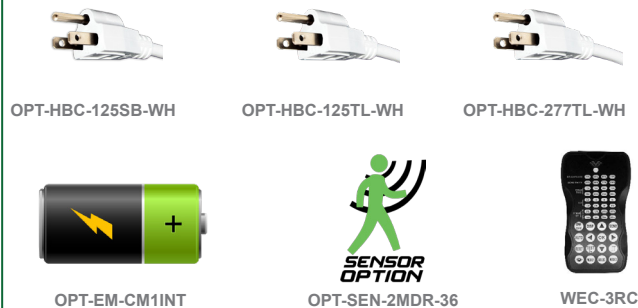 OPT-HBC-125SB-WH
OPT-HBC-125TL-WH
OPT-HBC-277TL-WH
+
SENSOR
OPTION
OPT-EM-CM1INT
OPT-SEN-2MDR-36
WEC-3RC